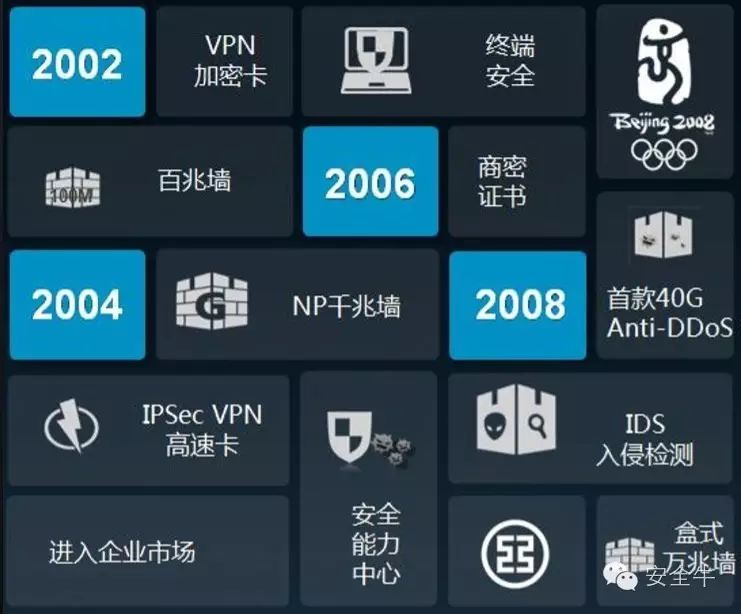 2002
VPN
加密卡
终端
安全
Beijing 2008
100M
百兆墙
2006
商密
证书
2004
G
NP千兆墙
2008
首款40G
Anti-DDoS
IPSec VPN
高速卡
安全
能力
中心
IDS
入侵检测
进入企业市场
盒式
万兆墙
安全牛